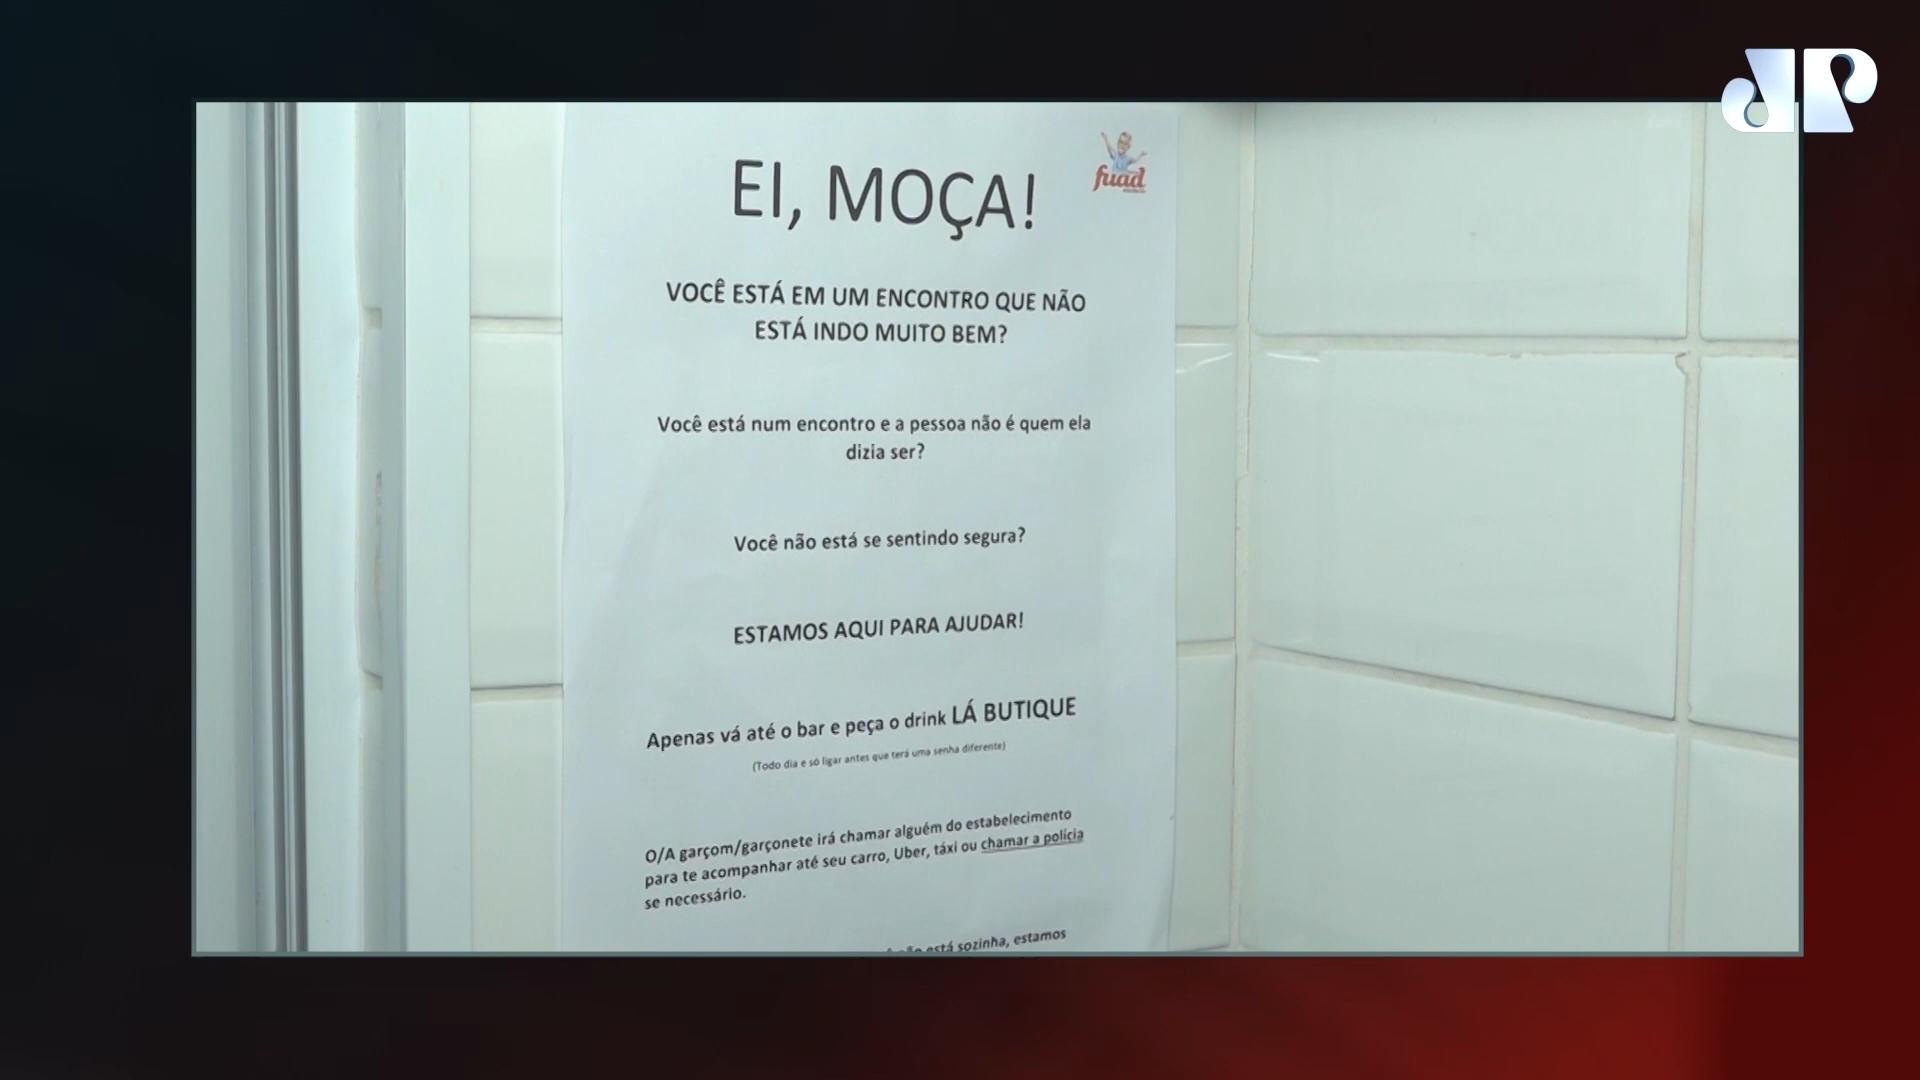 JP
fuad
EI, MOÇA!
VOCÊ ESTÁ EM UM ENCONTRO QUE NÃO
ESTÁ INDO MUITO BEM?
Você está num encontro e a pessoa não é quem ela
dizia ser?
Você não está se sentindo segura?
ESTAMOS AQUI PARA AJUDAR!
Apenas vá até o bar e peça o drink LÁ BUTIQUE
(Todo dia e só ligar antes que terá uma senha diferente)
O/A garçom/garçonete irá chamar alguém do estabelecimento
para te acompanhar até seu carro, Uber, táxi ou chamar a polícia
se necessário.
está sozinha, estamos